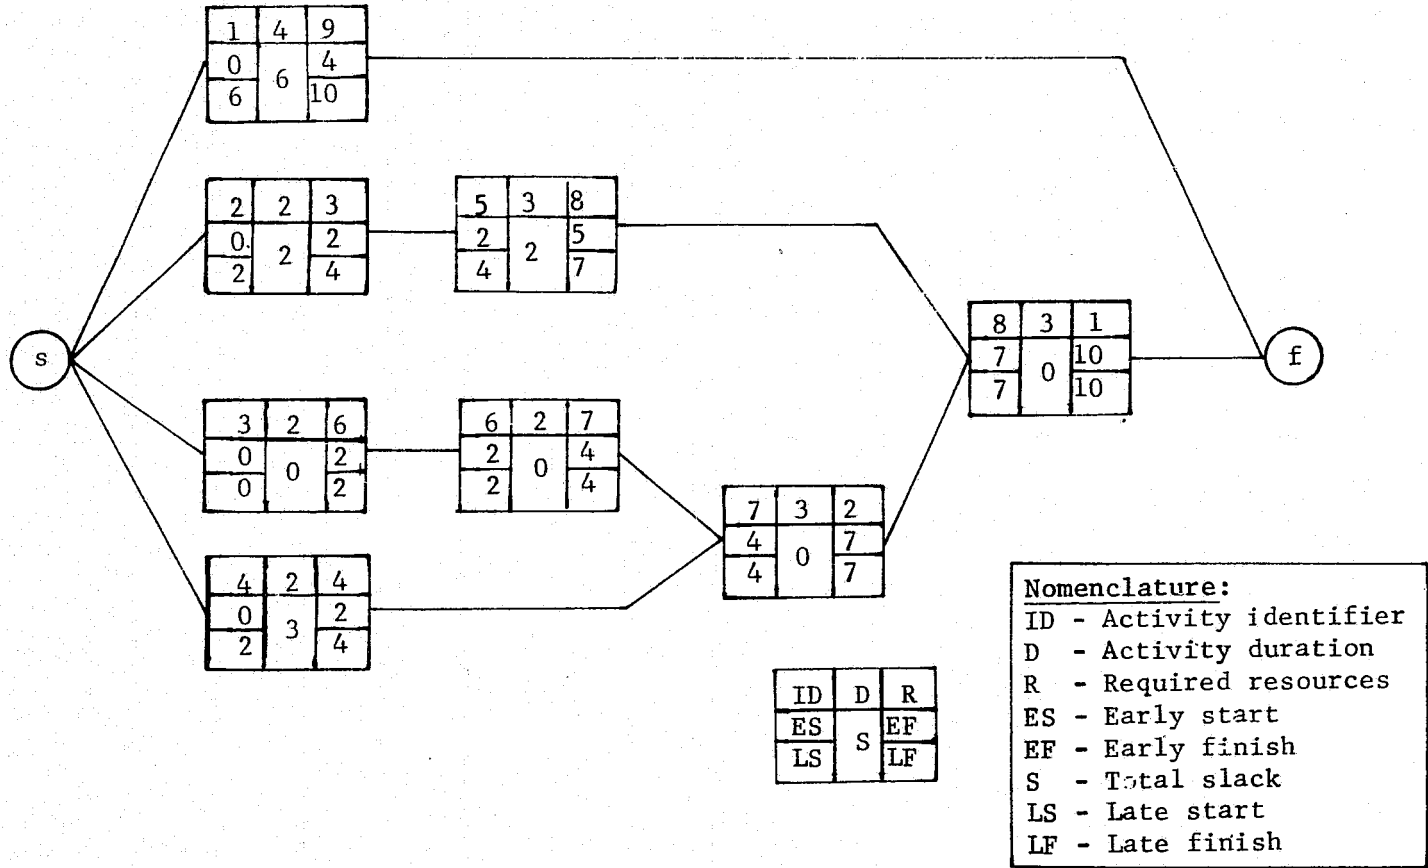 1 4 9
0 6 4
6 10
2 2 3
0 2 2
2 4
5 3 8
2 2 5
4 7
s
8 3 1
7 0 10
7 10
f
3 2 6
0 0 2
0 2
6 2 7
2 0 4
2 4
7 3 2
4 0 7
4 7
4 2 4
0 3 2
2 4
ID D R
ES S EF
LS LF
Nomenclature:
ID - Activity identifier
D - Activity duration
R - Required resources
ES - Early start
EF - Early finish
S - Total slack
LS - Late start
LF - Late finish